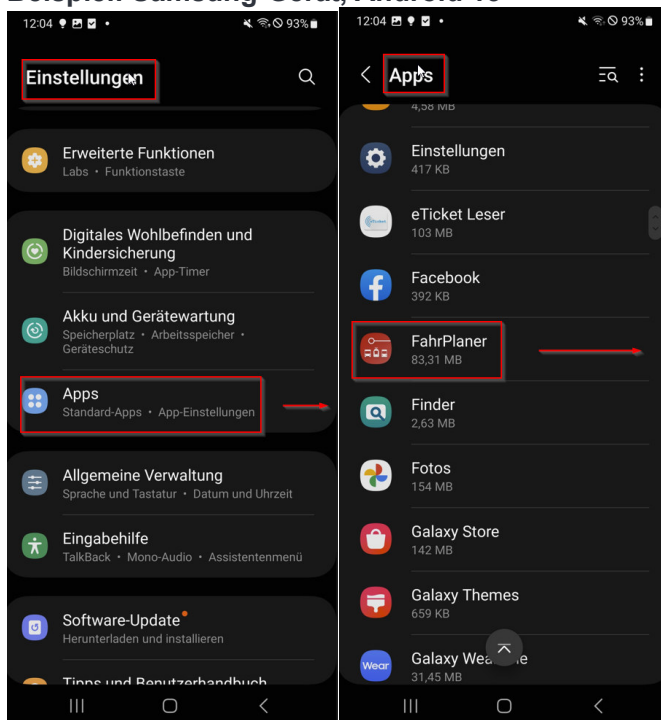 12:04
93%
Einstellungen
Erweiterte Funktionen
Labs • Funktionstaste
Digitales Wohlbefinden und
Kindersicherung
Bildschirmzeit • App-Timer
Akku und Gerätewartung
Speicherplatz • Arbeitsspeicher •
Geräteschutz
Apps
Standard-Apps • App-Einstellungen
Allgemeine Verwaltung
Sprache und Tastatur • Datum und Uhrzeit
Eingabehilfe
TalkBack • Mono-Audio • Assistentenmenü
Software-Update
Herunterladen und installieren
Tipps und Benutzerhandbuch
12:04
93%
Apps
4,58 MB
Einstellungen
417 KB
eTicket Leser
103 MB
Facebook
392 KB
FahrPlaner
83,31 MB
Finder
2,63 MB
Fotos
154 MB
Galaxy Store
142 MB
Galaxy Themes
659 KB
Wear
Galaxy
31,45 MB